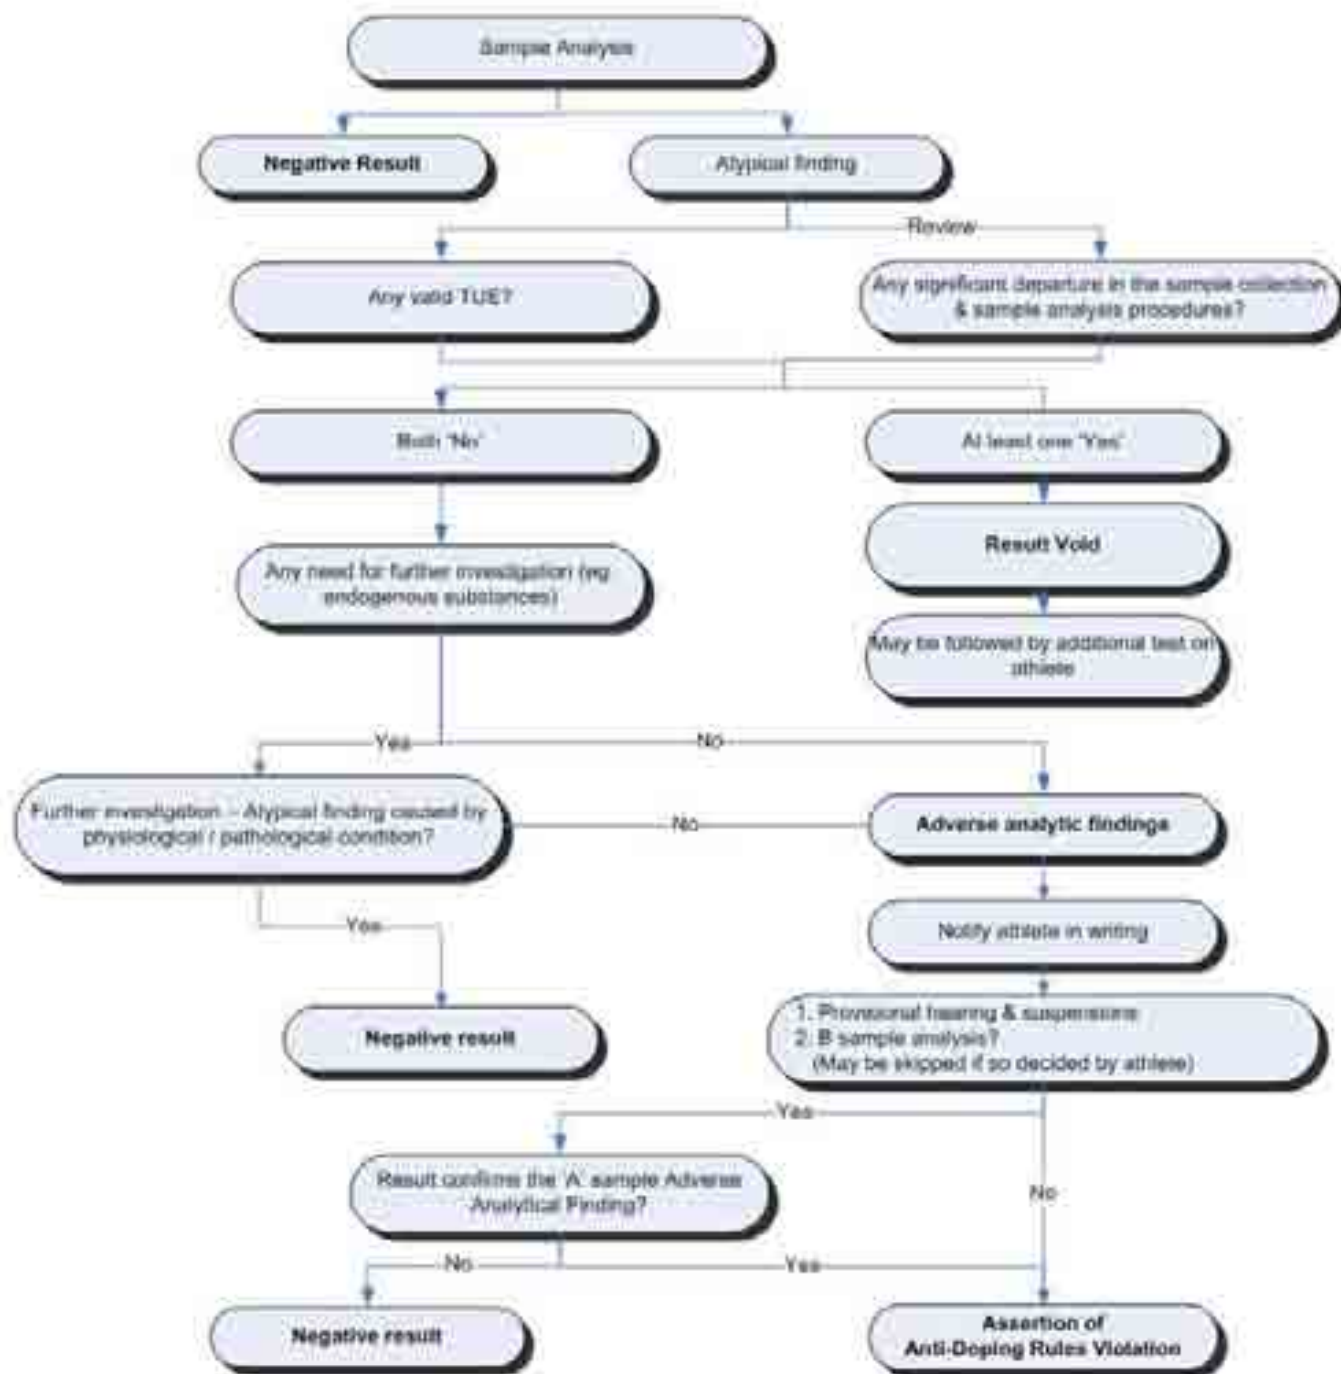 Sample Analysis
Negative Result
Atypical finding
Review
Any valid TUE?
Any significant departure in the sample collection
& sample analysis procedures?
Both 'No'
At least one 'Yes'
Any need for further investigation (eg
endogenous substances)
Result Void
May be followed by additional test on
athlete
Yes
No
Further investigation – Atypical finding caused by
physiological / pathological condition?
No
Adverse analytic findings
Yes
Notify athlete in writing
Negative result
1. Provisional hearing & suspensions
2. B sample analysis?
(May be skipped if so decided by athlete)
Yes
Result confirms the 'A' sample Adverse
Analytical Finding?
No
No
Yes
Negative result
Assertion of
Anti-Doping Rules Violation